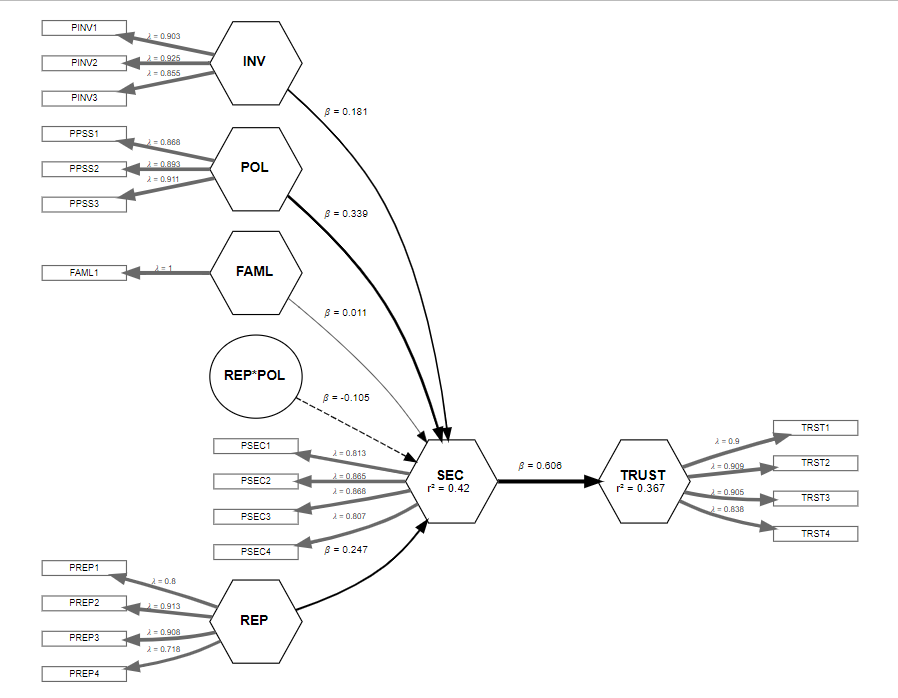 PINV1
λ = 0.903
PINV2
λ = 0.925
λ = 0.855
PINV3
INV
β = 0.181
PPSS1
λ = 0.868
PPSS2
λ = 0.893
λ = 0.911
PPSS3
POL
β = 0.339
FAML1
λ = 1
FAML
β = 0.011
REP*POL
β = -0.105
PSEC1
λ = 0.813
PSEC2
λ = 0.865
λ = 0.866
PSEC3
λ = 0.807
PSEC4
β = 0.247
SEC
r² = 0.42
β = 0.606
TRUST
r² = 0.367
TRST1
λ = 0.9
TRST2
λ = 0.909
λ = 0.905
TRST3
λ = 0.838
TRST4
PREP1
λ = 0.8
PREP2
λ = 0.913
PREP3
λ = 0.908
λ = 0.718
PREP4
REP